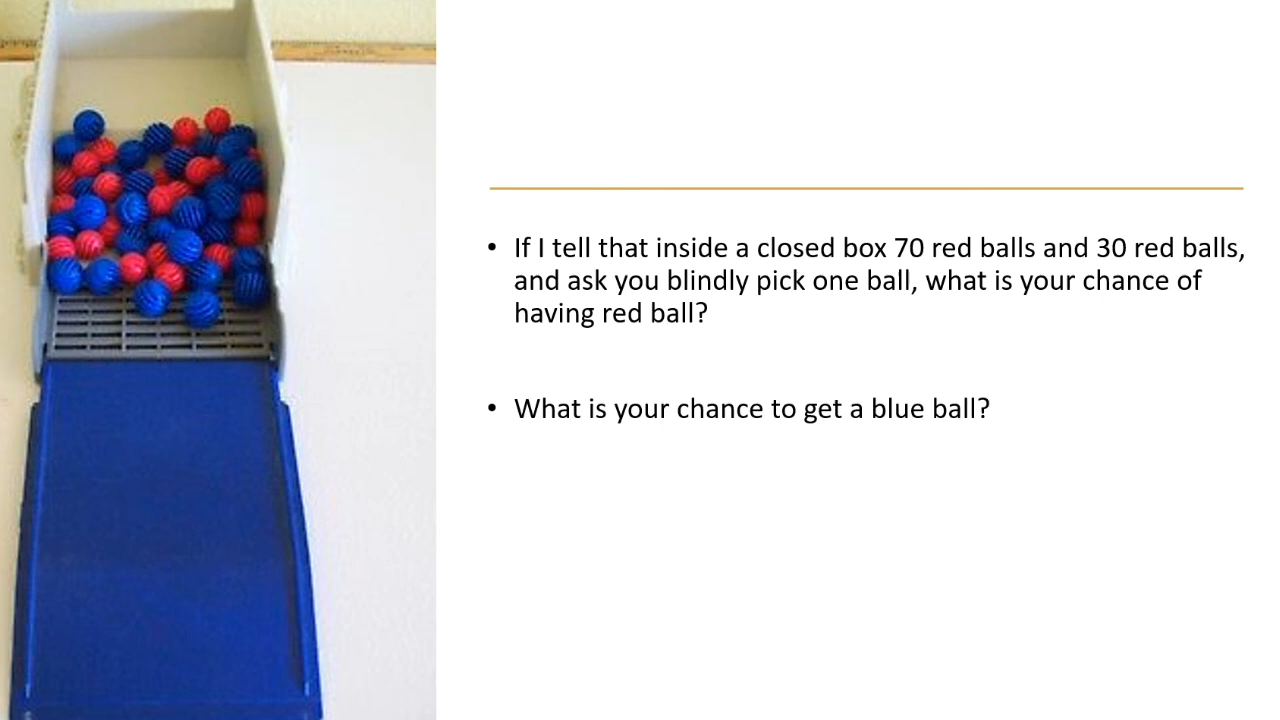 • If I tell that inside a closed box 70 red balls and 30 red balls,
and ask you blindly pick one ball, what is your chance of
having red ball?
• What is your chance to get a blue ball?